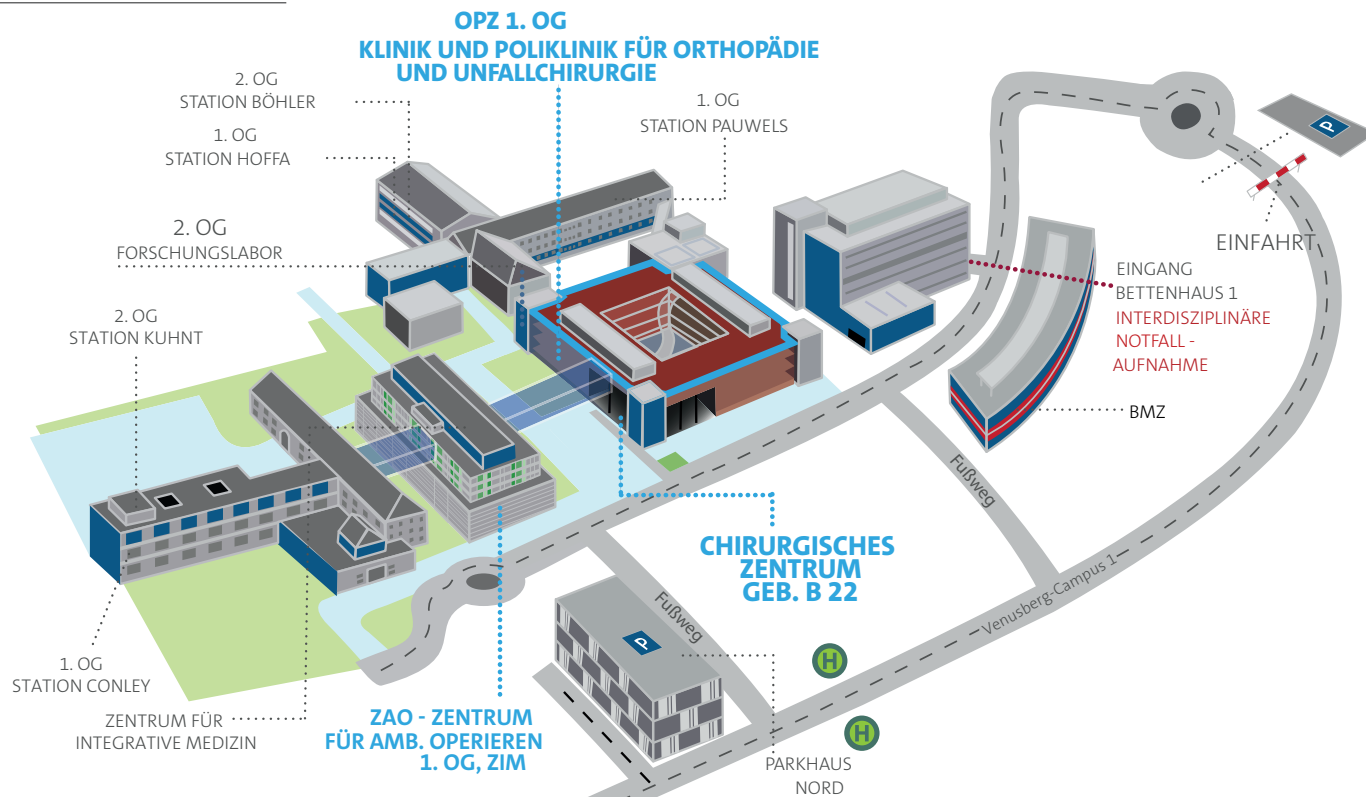 OPZ 1. OG
KLINIK UND POLIKLINIK FÜR ORTHOPÄDIE
UND UNFALLCHIRURGIE
2. OG
STATION BÖHLER
1. OG
STATION HOFFA
1. OG
STATION PAUWELS
2. OG
FORSCHUNGSLABOR
2. OG
STATION KUHNT
P
EINFAHRT
EINGANG
BETTENHAUS 1
INTERDISZIPLINÄRE
NOTFALL -
AUFNAHME
BMZ
Fußweg
CHIRURGISCHES
ZENTRUM
GEB. B 22
Venusberg-Campus 1
Fußweg
P
H
H
1. OG
STATION CONLEY
ZENTRUM FÜR
INTEGRATIVE MEDIZIN
ZAO - ZENTRUM
FÜR AMB. OPERIEREN
1. OG, ZIM
PARKHAUS
NORD